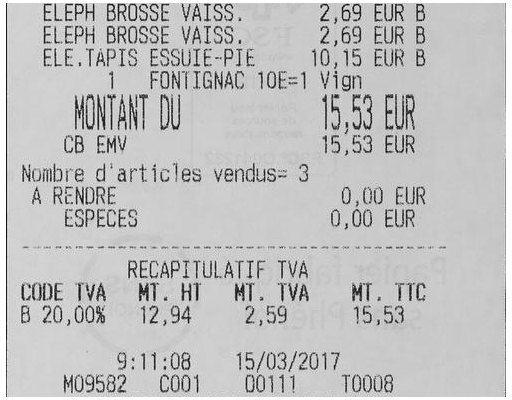 ELEPH BROSSE VAISS. 2,69 EUR B
ELEPH BROSSE VAISS. 2,69 EUR B
ELE.TAPIS ESSUIE-PIE 10,15 EUR B
1 FONTIGNAC 10E=1 Vign
MONTANT DU 15,53 EUR
CB EMV 15,53 EUR
Nombre d'articles vendus= 3
A RENDRE 0,00 EUR
ESPECES 0,00 EUR
RECAPITULATIF TVA
CODE TVA MT. HT MT. TVA MT. TTC
B 20,00% 12,94 2,59 15,53
9:11:08 15/03/2017
M09582 C001 00111 T0008